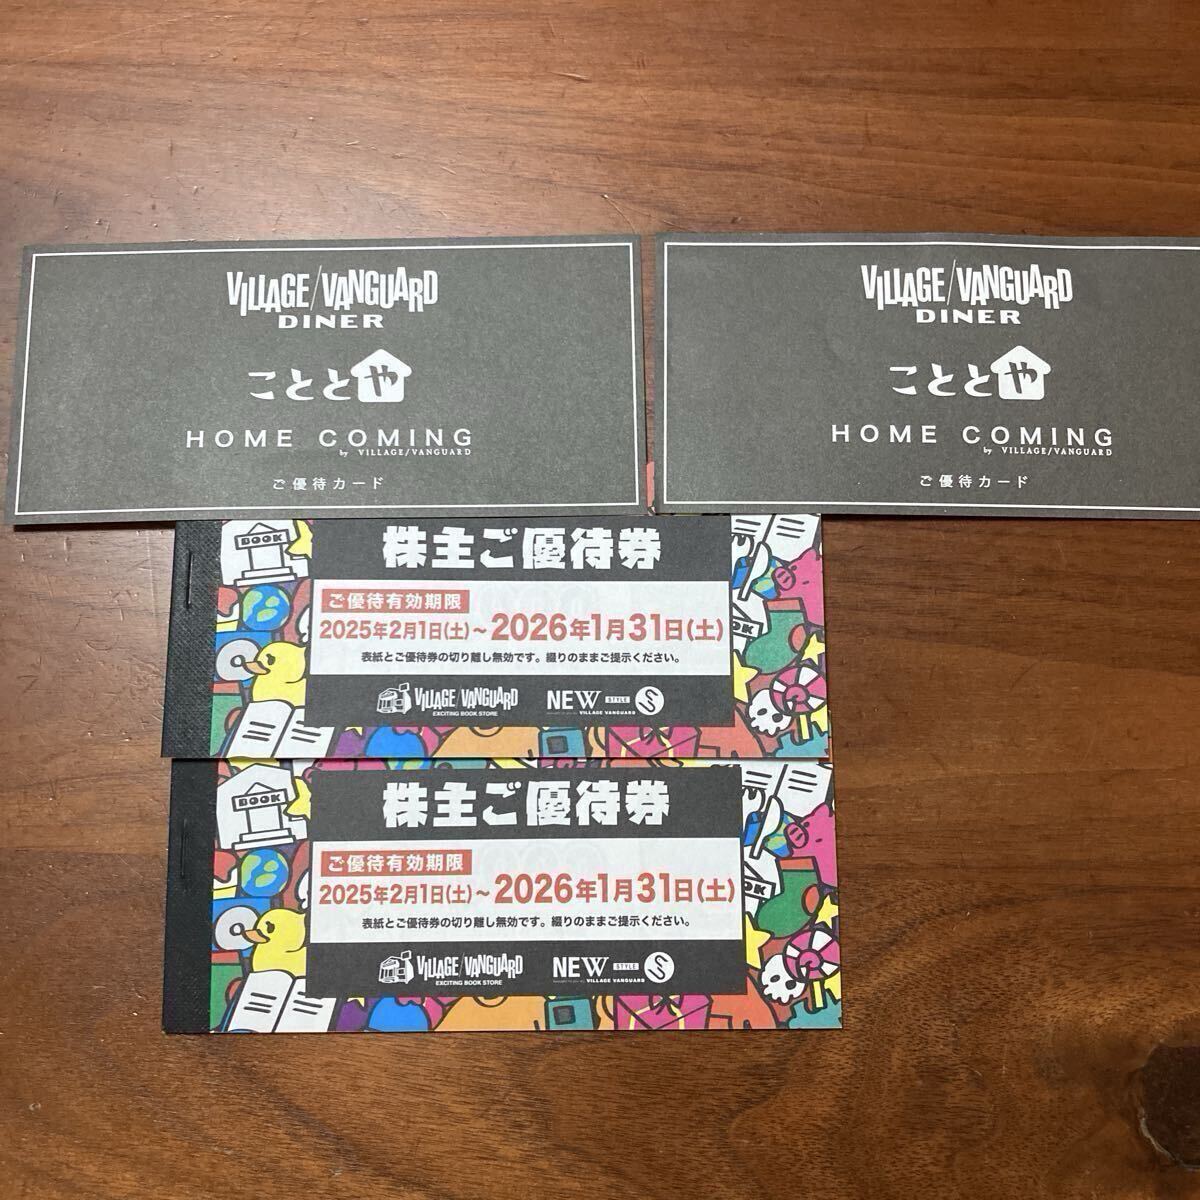 VILLAGE/VANGUARD
DINER
こととや
HOME COMING
by VILLAGE/VANGUARD
ご優待カード
VILLAGE/VANGUARD
DINER
こととや
HOME COMING
by VILLAGE/VANGUARD
ご優待カード
BOOK
株主ご優待券
ご優待有効期限
2025年2月1日(土)~2026年1月31日(土)
表紙とご優待券の切り離し無効です。綴りのままご提示ください。
VILLAGE/VANGUARD
EXCITING BOOK STORE
NEW STYLE
VILLAGE VANGUARD
BOOK
株主ご優待券
ご優待有効期限
2025年2月1日(土)~2026年1月31日(土)
表紙とご優待券の切り離し無効です。綴りのままご提示ください。
VILLAGE/VANGUARD
EXCITING BOOK STORE
NEW STYLE
VILLAGE VANGUARD